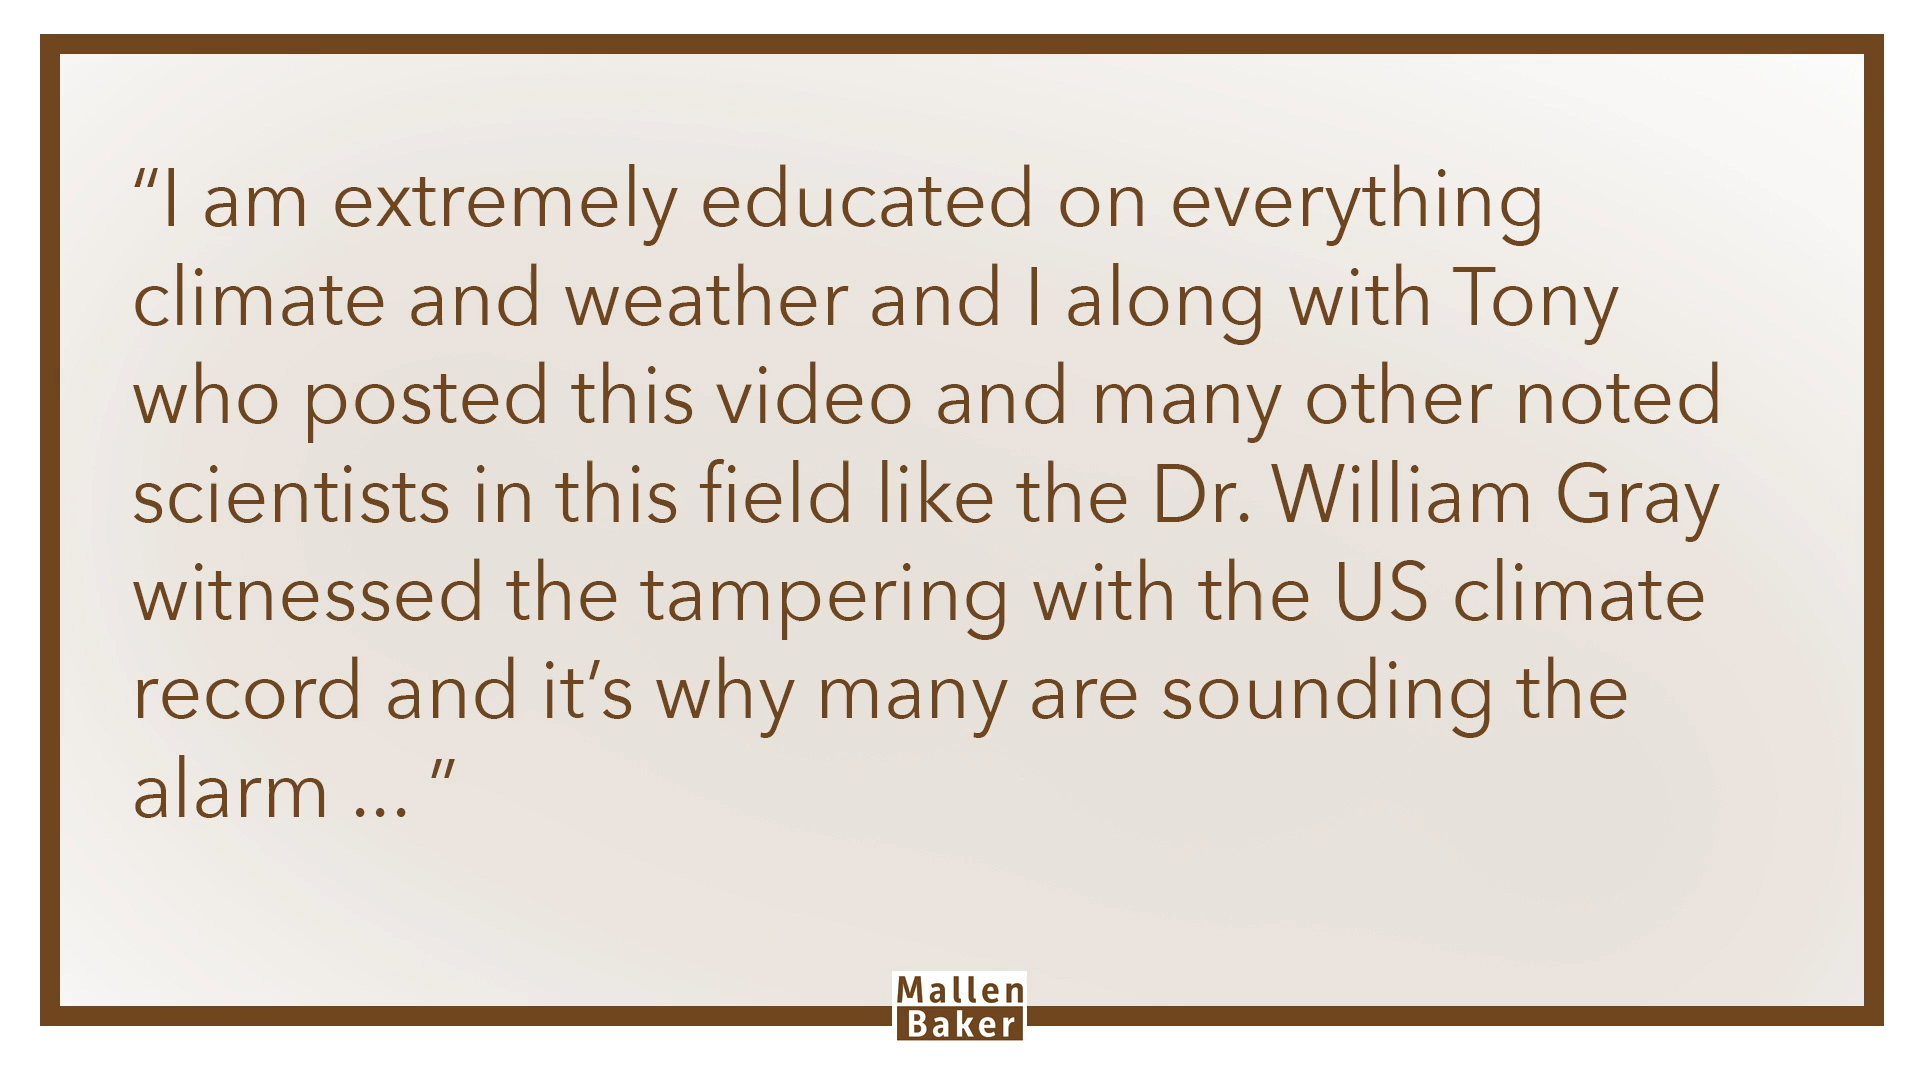 “I am extremely educated on everything
climate and weather and I along with Tony
who posted this video and many other noted
scientists in this field like the Dr. William Gray
witnessed the tampering with the US climate
record and it’s why many are sounding the
alarm ... ”
Mallen
Baker